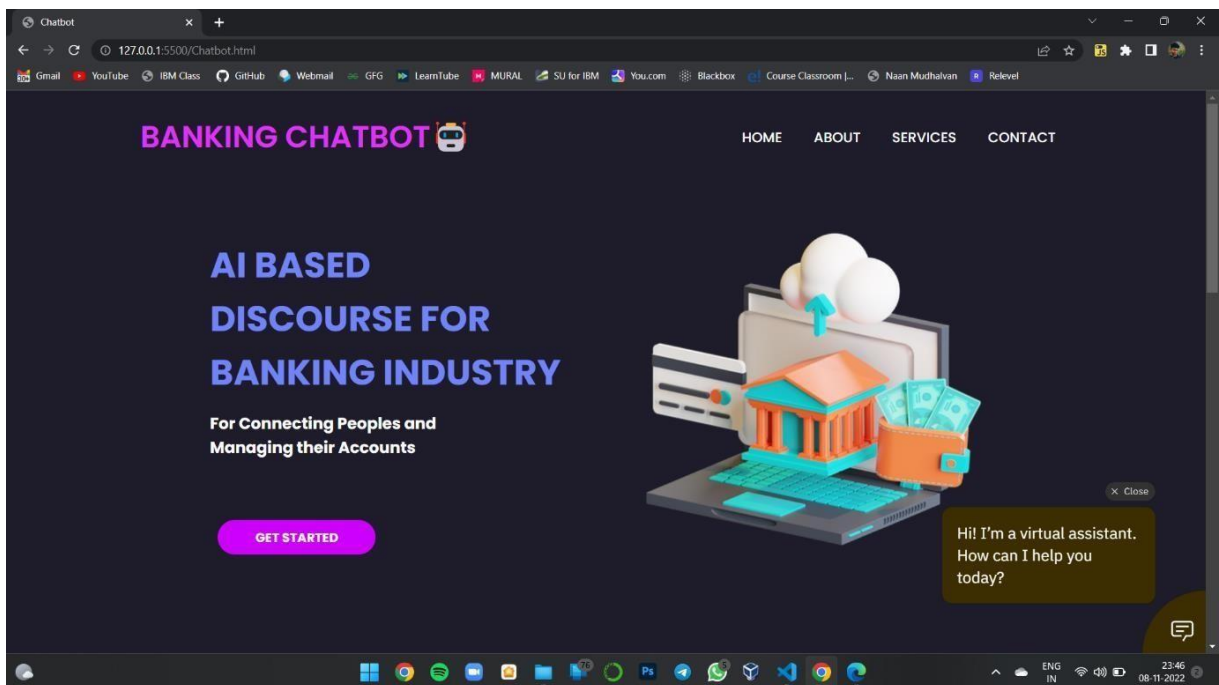 Chatbot
127.0.0.1:5500/Chatbot.html
Gmail YouTube IBM Class GitHub Webmail GFG LearnTube MURAL SU for IBM You.com Blackbox Course Classroom |... Naan Mudhalvan Relevel
BANKING CHATBOT
HOME ABOUT SERVICES CONTACT
AI BASED
DISCOURSE FOR
BANKING INDUSTRY
For Connecting Peoples and
Managing their Accounts
GET STARTED
× Close
Hi! I'm a virtual assistant.
How can I help you
today?
ENG
IN
23:46
08-11-2022